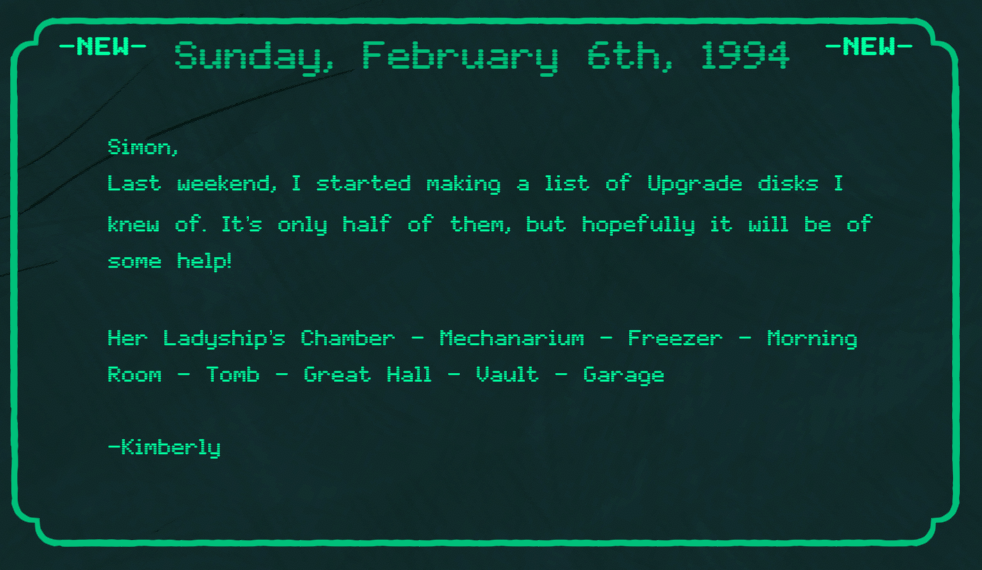 -NEW- Sunday, February 6th, 1994 -NEW-
Simon,
Last weekend, I started making a list of Upgrade disks I
knew of. It's only half of them, but hopefully it will be of
some help!
Her Ladyship's Chamber - Mechanarium - Freezer - Morning
Room - Tomb - Great Hall - Vault - Garage
-Kimberly